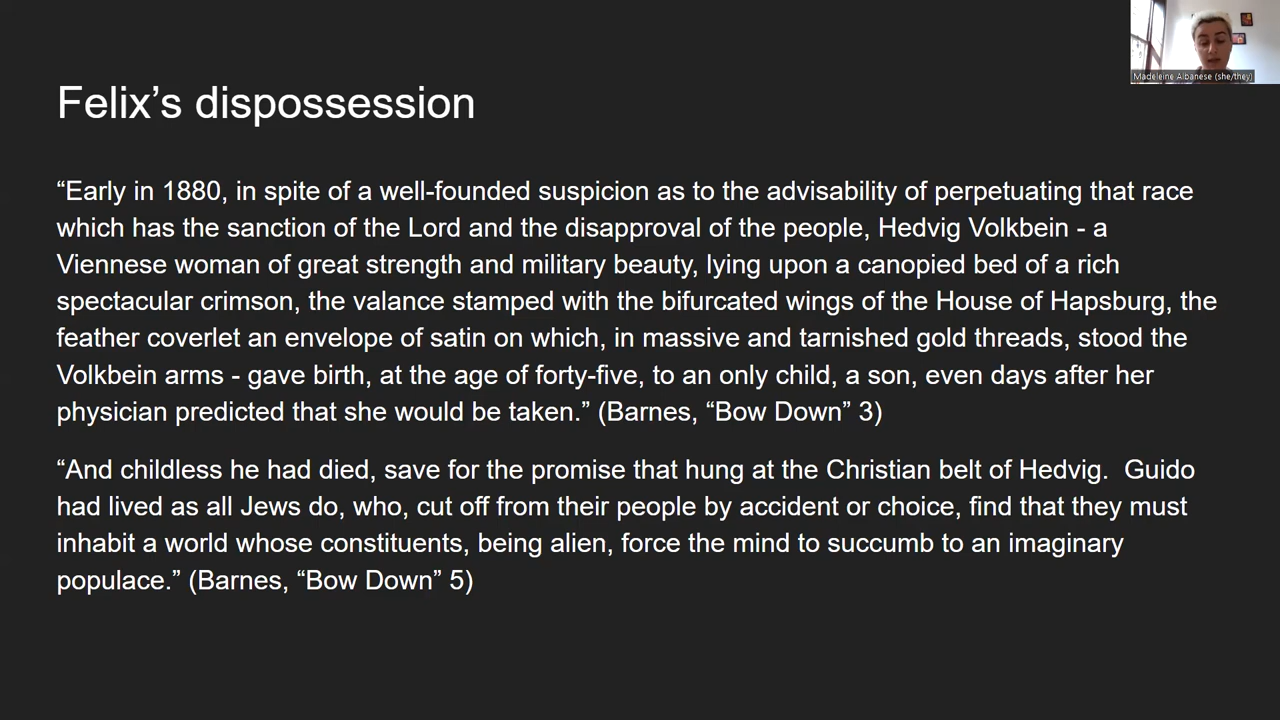 Madeleine Albanese (she/they)
Felix’s dispossession
“Early in 1880, in spite of a well-founded suspicion as to the advisability of perpetuating that race
which has the sanction of the Lord and the disapproval of the people, Hedvig Volkbein - a
Viennese woman of great strength and military beauty, lying upon a canopied bed of a rich
spectacular crimson, the valance stamped with the bifurcated wings of the House of Hapsburg, the
feather coverlet an envelope of satin on which, in massive and tarnished gold threads, stood the
Volkbein arms - gave birth, at the age of forty-five, to an only child, a son, even days after her
physician predicted that she would be taken.” (Barnes, “Bow Down” 3)
“And childless he had died, save for the promise that hung at the Christian belt of Hedvig.  Guido
had lived as all Jews do, who, cut off from their people by accident or choice, find that they must
inhabit a world whose constituents, being alien, force the mind to succumb to an imaginary
populace.” (Barnes, “Bow Down” 5)